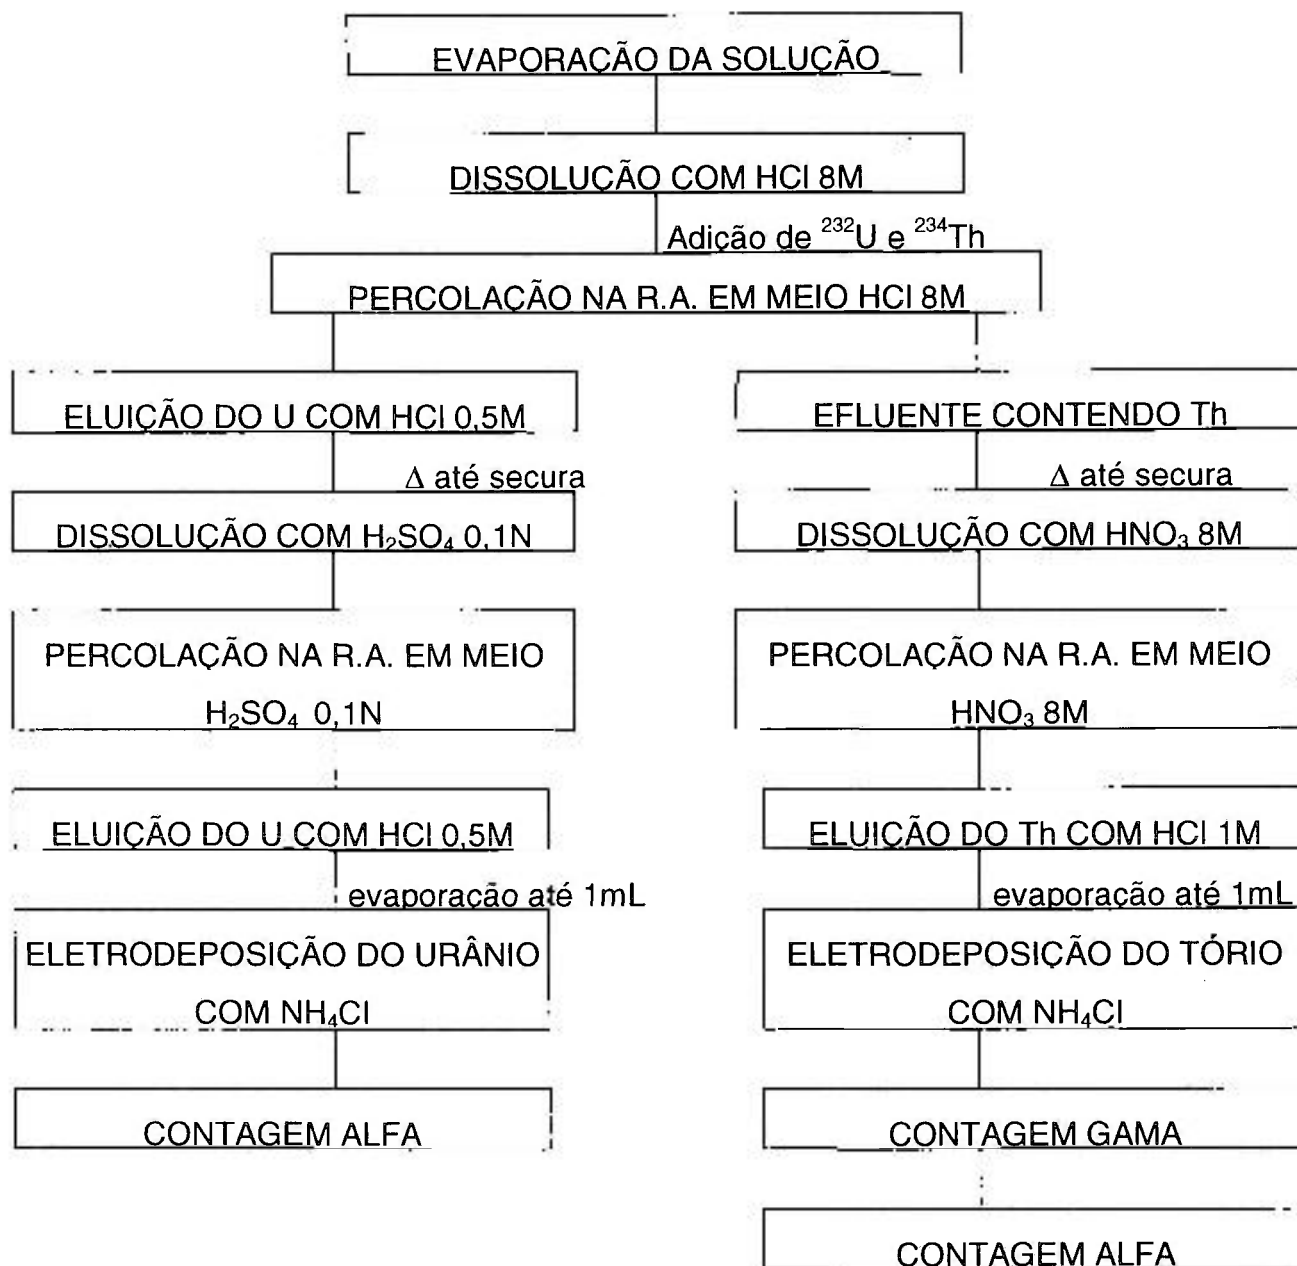 EVAPORAÇÃO DA SOLUÇÃO
DISSOLUÇÃO COM HCl 8M
Adição de ²³²U e ²³⁴Th
PERCOLAÇÃO NA R.A. EM MEIO HCl 8M
ELUIÇÃO DO U COM HCl 0,5M
Δ até secura
DISSOLUÇÃO COM H₂SO₄ 0,1N
PERCOLAÇÃO NA R.A. EM MEIO
H₂SO₄ 0,1N
ELUIÇÃO DO U COM HCl 0,5M
evaporação até 1mL
ELETRODEPOSIÇÃO DO URÂNIO
COM NH₄Cl
CONTAGEM ALFA
EFLUENTE CONTENDO Th
Δ até secura
DISSOLUÇÃO COM HNO₃ 8M
PERCOLAÇÃO NA R.A. EM MEIO
HNO₃ 8M
ELUIÇÃO DO Th COM HCl 1M
evaporação até 1mL
ELETRODEPOSIÇÃO DO TÓRIO
COM NH₄Cl
CONTAGEM GAMA
CONTAGEM ALFA